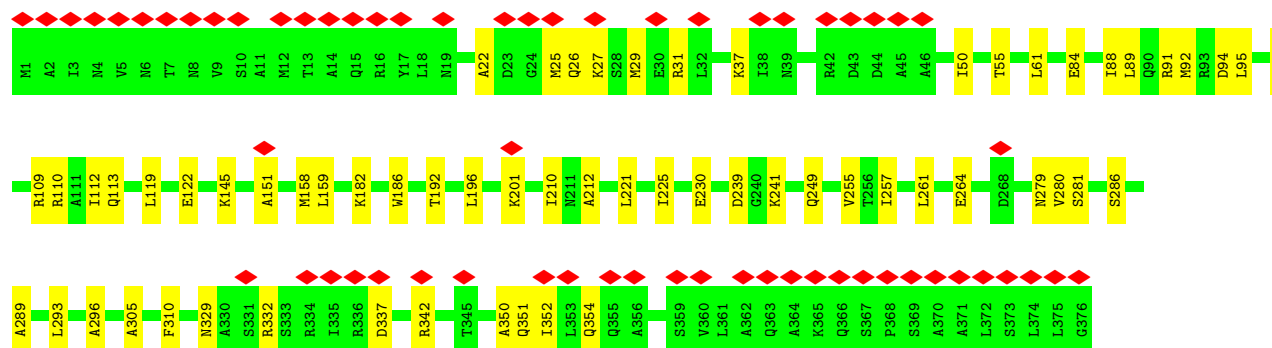 M1 A2 I3 N4 V5 N6 T7 N8 V9 S10 A11 M12 T13 A14 Q15 R16 Y17 L18 N19 A22 D23 G24 M25 Q26 K27 S28 M29 E30 R31 L32 K37 I38 N39 R42 D43 D44 A45 A46 I50 T55 L61 E84 I88 L89 Q90 R91 M92 R93 D94 L95
R109 R110 A111 I112 Q113 L119 E122 K145 A151 M158 L159 K182 W186 T192 L196 K201 I210 N211 A212 L221 I225 E230 D239 G240 K241 Q249 V255 T256 I257 L261 E264 D268 N279 V280 S281 S286
A289 L293 A296 A305 F310 N329 A330 S331 R332 S333 R334 I335 R336 D337 R342 T345 A350 Q351 I352 L353 Q354 Q355 A356 S359 V360 L361 A362 Q363 A364 K365 Q366 S367 P368 S369 A370 A371 L372 S373 L374 L375 G376